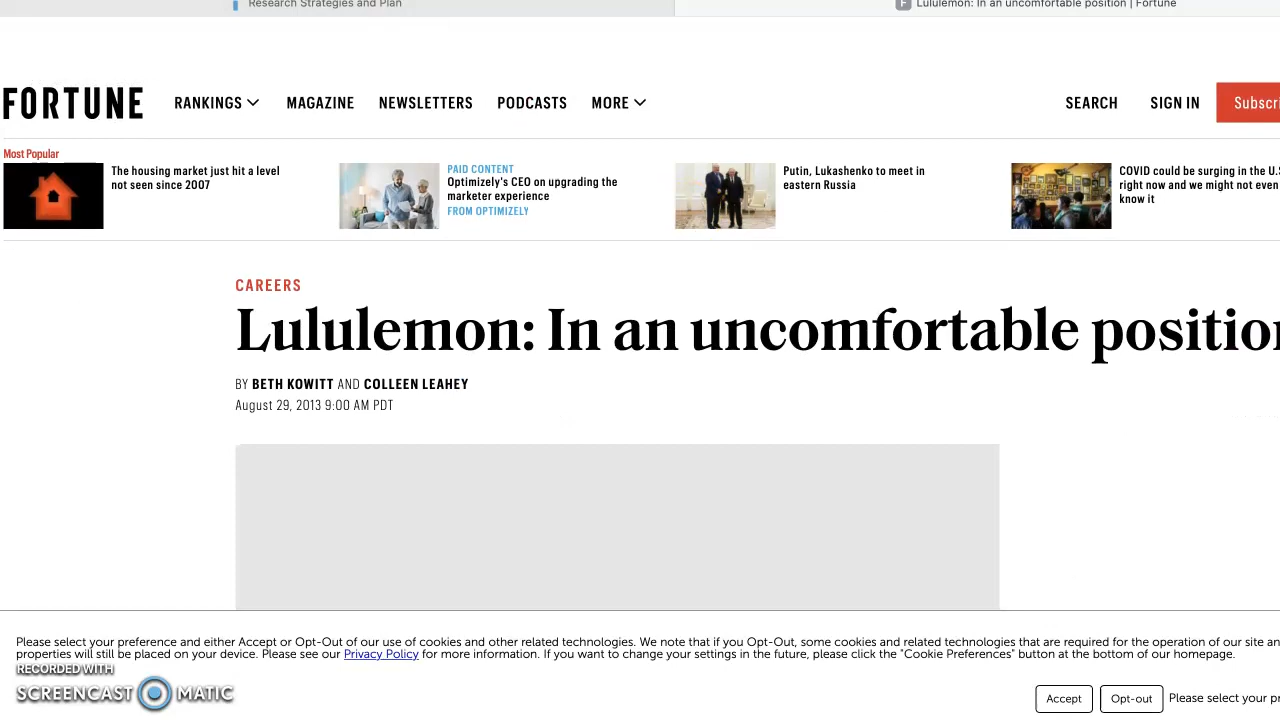 Research Strategies and Plan
F Lululemon: In an uncomfortable position | Fortune
FORTUNE
RANKINGS MAGAZINE NEWSLETTERS PODCASTS MORE SEARCH SIGN IN Subscri
Most Popular
The housing market just hit a level
not seen since 2007
PAID CONTENT
Optimizely's CEO on upgrading the
marketer experience
FROM OPTIMIZELY
Putin, Lukashenko to meet in
eastern Russia
COVID could be surging in the U.S
right now and we might not even
know it
CAREERS
Lululemon: In an uncomfortable position
BY BETH KOWITT AND COLLEEN LEAHEY
August 29, 2013 9:00 AM PDT
Please select your preference and either Accept or Opt-Out of our use of cookies and other related technologies. We note that if you Opt-Out, some cookies and related technologies that are required for the operation of our site an
properties will still be placed on your device. Please see our Privacy Policy for more information. If you want to change your settings in the future, please click the "Cookie Preferences" button at the bottom of our homepage.
RECORDED WITH
SCREENCAST MATIC
Accept Opt-out Please select your pr